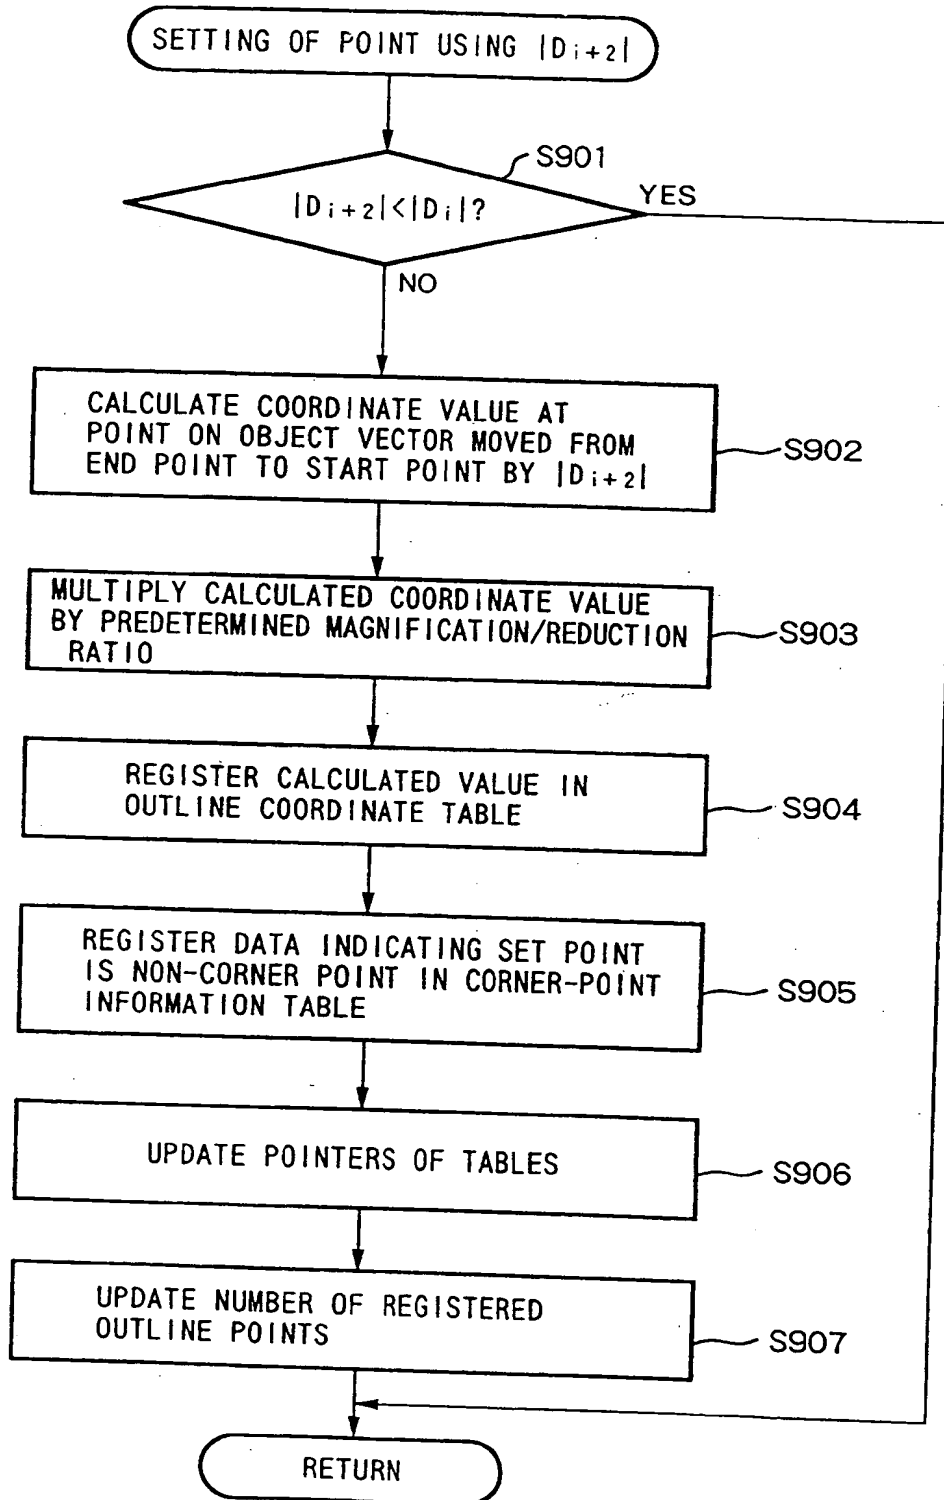 SETTING OF POINT USING |Di+2|
S901
|Di+2|<|Di|?
YES
NO
CALCULATE COORDINATE VALUE AT
POINT ON OBJECT VECTOR MOVED FROM
END POINT TO START POINT BY |Di+2|
S902
MULTIPLY CALCULATED COORDINATE VALUE
BY PREDETERMINED MAGNIFICATION/REDUCTION
RATIO
S903
REGISTER CALCULATED VALUE IN
OUTLINE COORDINATE TABLE
S904
REGISTER DATA INDICATING SET POINT
IS NON-CORNER POINT IN CORNER-POINT
INFORMATION TABLE
S905
UPDATE POINTERS OF TABLES
S906
UPDATE NUMBER OF REGISTERED
OUTLINE POINTS
S907
RETURN